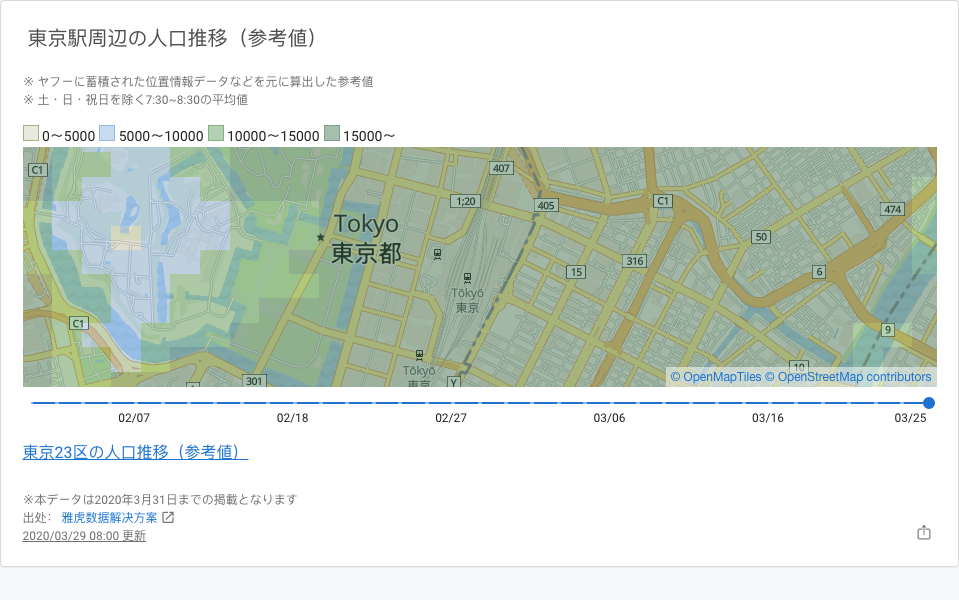 東京駅周辺の人口推移（参考値）
※ ヤフーに蓄積された位置情報データなどを元に算出した参考値
※ 土・日・祝日を除く7:30~8:30の平均値
0〜5000 5000〜10000 10000〜15000 15000〜
C1
407
1;20
405
C1
474
Tokyo
東京都
50
316
15
6
Tōkyō
東京
C1
9
10
Tōkyō
東京
301
Y
© OpenMapTiles © OpenStreetMap contributors
02/07 02/18 02/27 03/06 03/16 03/25
東京23区の人口推移（参考値）
※本データは2020年3月31日までの掲載となります
出处： 雅虎数据解决方案
2020/03/29 08:00 更新